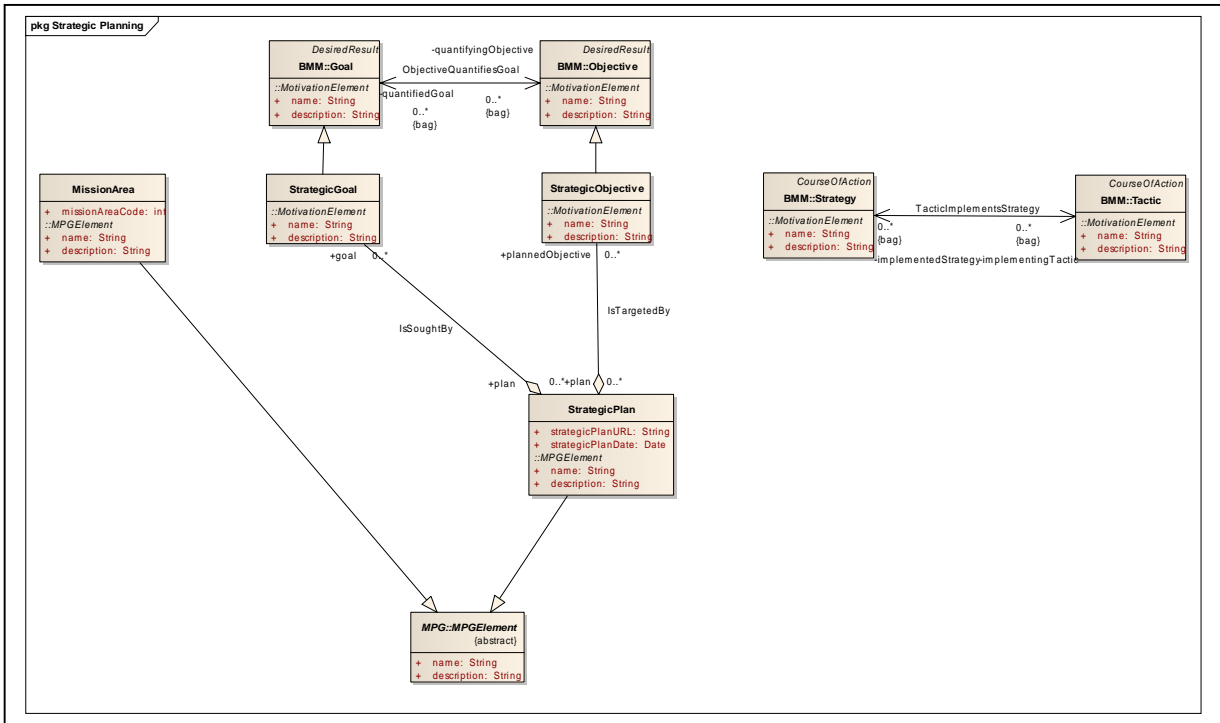 pkg Strategic Planning
DesiredResult
BMM::Goal
::MotivationElement
+ name: String
+ description: String
-quantifyingObjective
ObjectiveQuantifiesGoal
-quantifiedGoal
0..*
{bag}
0..*
{bag}
DesiredResult
BMM::Objective
::MotivationElement
+ name: String
+ description: String
MissionArea
+ missionAreaCode: int
::MPGElement
+ name: String
+ description: String
StrategicGoal
::MotivationElement
+ name: String
+ description: String
+goal 0..*
StrategicObjective
::MotivationElement
+ name: String
+ description: String
+plannedObjective 0..*
CourseOfAction
BMM::Strategy
::MotivationElement
+ name: String
+ description: String
TacticImplementsStrategy
0..*
{bag}
0..*
{bag}
-implementedStrategy
-implementingTactic
CourseOfAction
BMM::Tactic
::MotivationElement
+ name: String
+ description: String
IsTargetedBy
IsSoughtBy
+plan 0..*
+plan 0..*
StrategicPlan
+ strategicPlanURL: String
+ strategicPlanDate: Date
::MPGElement
+ name: String
+ description: String
MPG::MPGElement
{abstract}
+ name: String
+ description: String